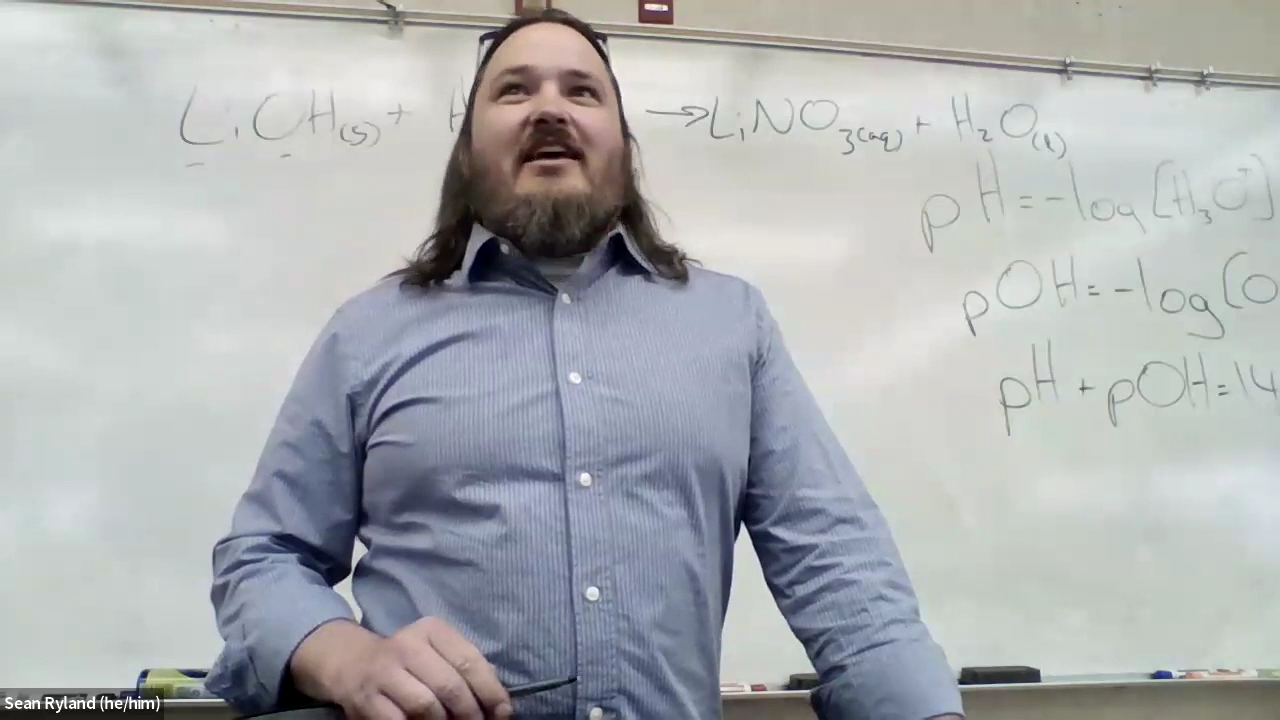 LiOH(s) + H →LiNO3(aq) + H2O(l)
pH = -log[H3O+]
pOH = -log[O
pH + pOH = 14
Sean Ryland (he/him)